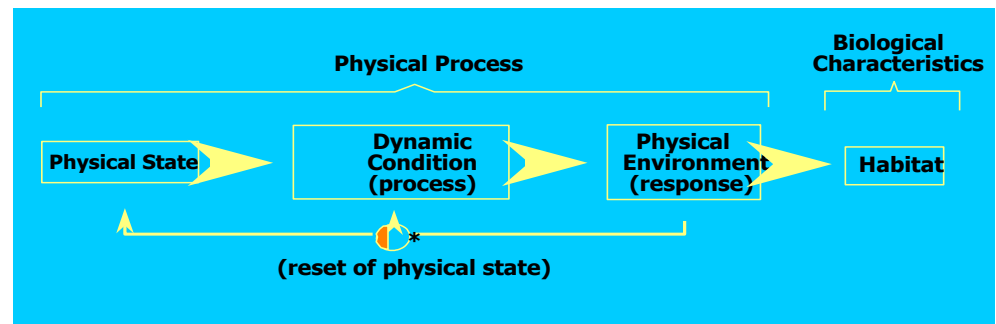 Biological
Characteristics
Physical Process
Physical State
Dynamic
Condition
(process)
Physical
Environment
(response)
Habitat
*
(reset of physical state)